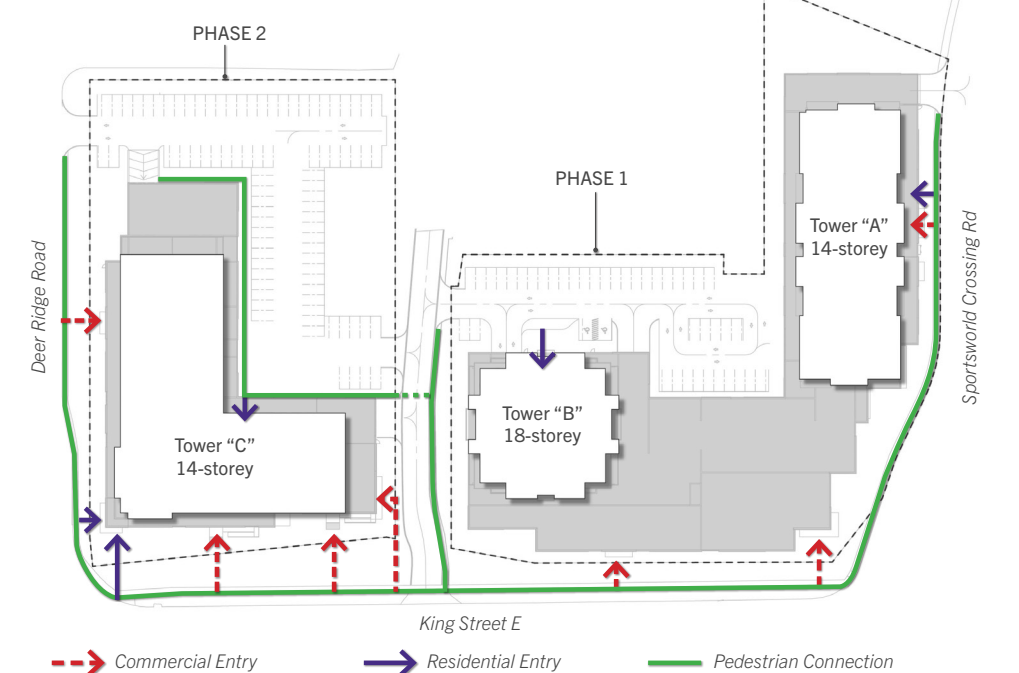 PHASE 2
PHASE 1
Tower “A”
14-storey
Deer Ridge Road
Sportsworld Crossing Rd
Tower “B”
18-storey
Tower “C”
14-storey
King Street E
Commercial Entry
Residential Entry
Pedestrian Connection